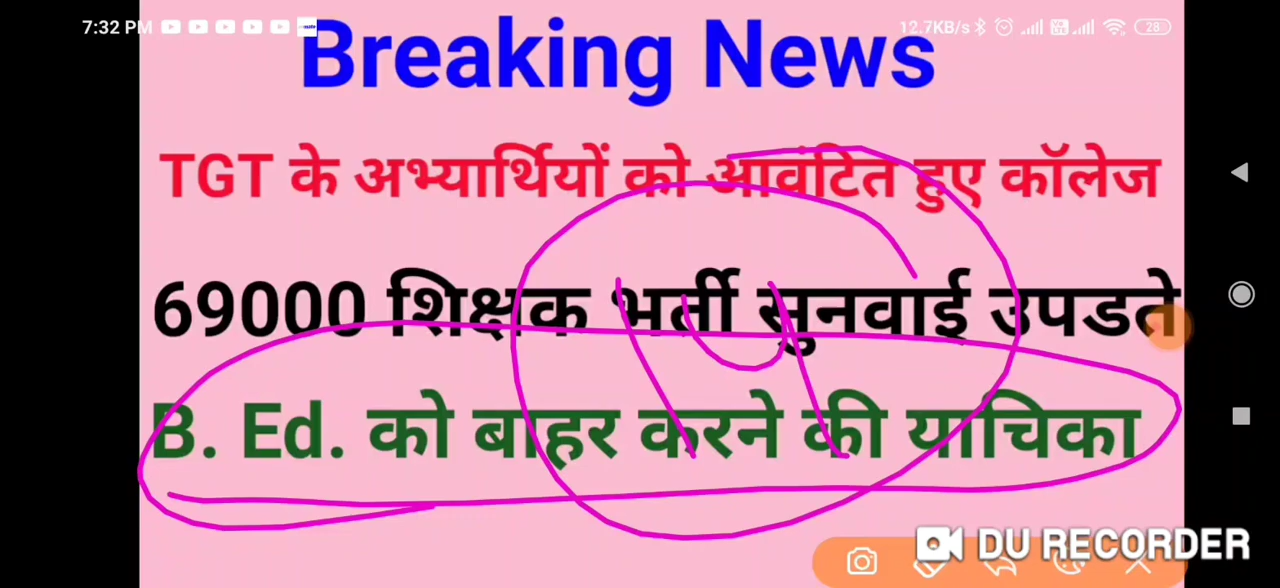 7:32 PM 12.7KB/s 28
Breaking News
TGT के अभ्यार्थियों को आवंटित हुए कॉलेज
69000 शिक्षक भर्ती सुनवाई उपडते
B. Ed. को बाहर करने की याचिका
DU RECORDER